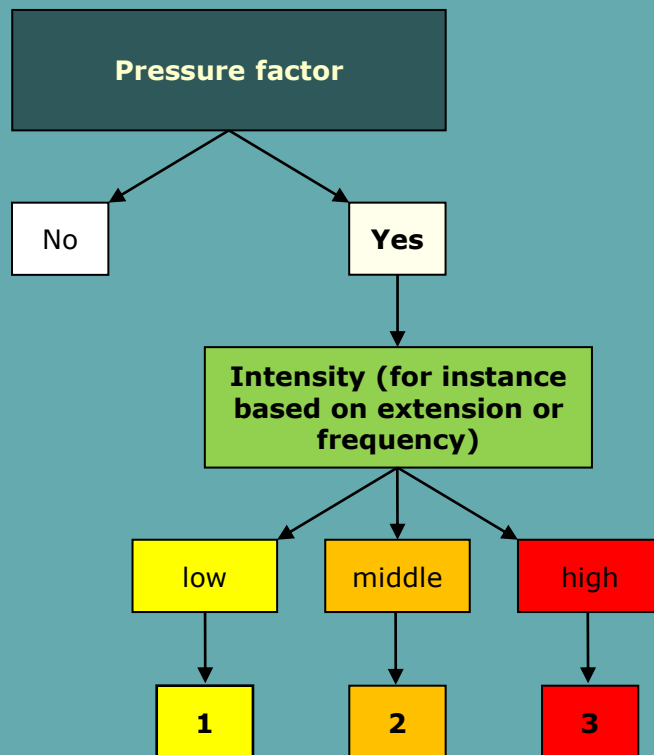 Pressure factor
No
Yes
Intensity (for instance
based on extension or
frequency)
low
middle
high
1
2
3